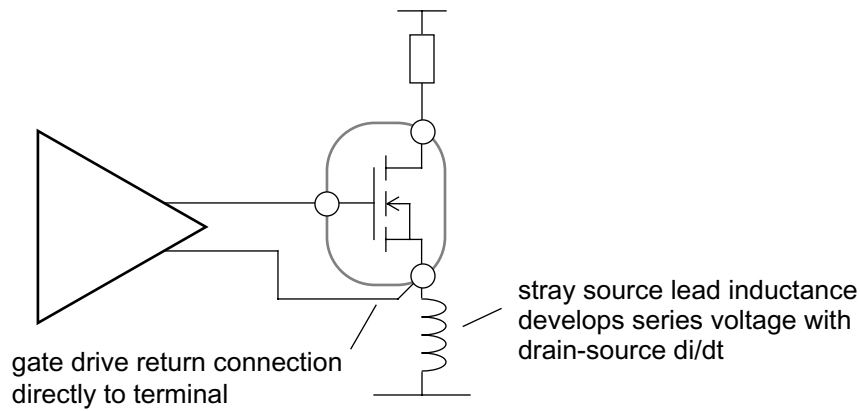 stray source lead inductance
develops series voltage with
drain-source di/dt
gate drive return connection
directly to terminal